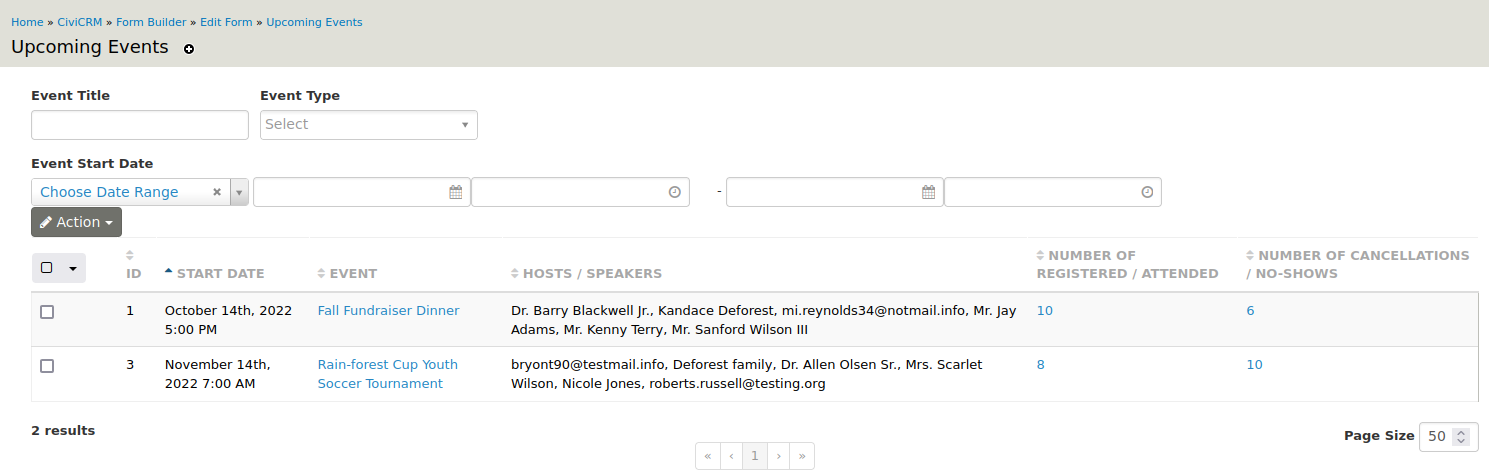 Home » CiviCRM » Form Builder » Edit Form » Upcoming Events
Upcoming Events
Event Title
Event Type
Select
Event Start Date
Choose Date Range ×
-
Action
ID
START DATE
EVENT
HOSTS / SPEAKERS
NUMBER OF
REGISTERED / ATTENDED
NUMBER OF CANCELLATIONS
/ NO-SHOWS
1
October 14th, 2022
5:00 PM
Fall Fundraiser Dinner
Dr. Barry Blackwell Jr., Kandace Deforest, mi.reynolds34@notmail.info, Mr. Jay
Adams, Mr. Kenny Terry, Mr. Sanford Wilson III
10
6
3
November 14th,
2022 7:00 AM
Rain-forest Cup Youth
Soccer Tournament
bryont90@testmail.info, Deforest family, Dr. Allen Olsen Sr., Mrs. Scarlet
Wilson, Nicole Jones, roberts.russell@testing.org
8
10
2 results
« ‹ 1 › »
Page Size 50